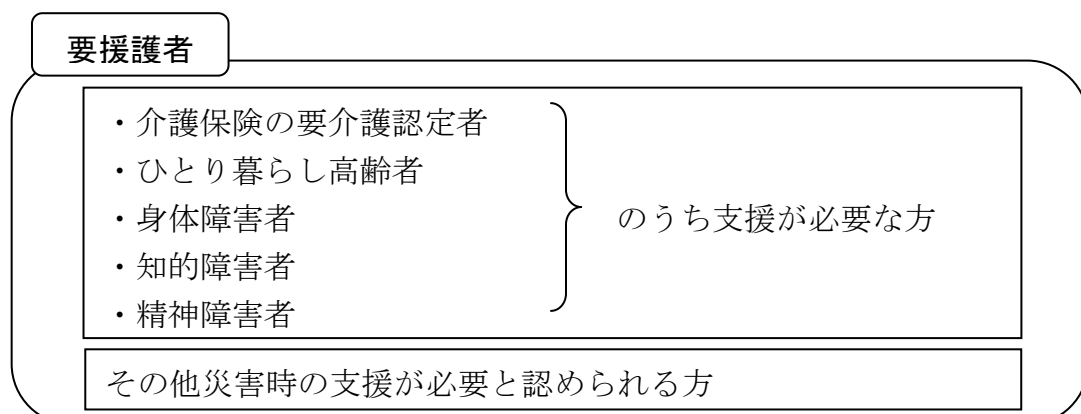 要援護者
・介護保険の要介護認定者
・ひとり暮らし高齢者
・身体障害者
のうち支援が必要な方
・知的障害者
・精神障害者
その他災害時の支援が必要と認められる方